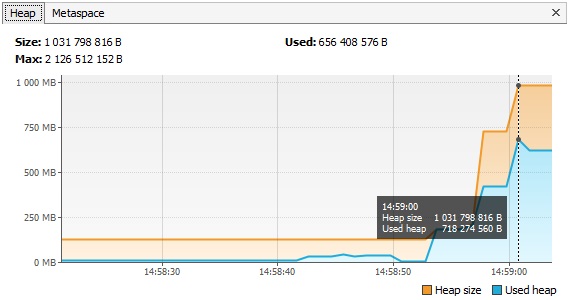 Heap Metaspace ×
Size: 1 031 798 816 B Used: 656 408 576 B
Max: 2 126 512 152 B
1 000 MB
750 MB
500 MB
250 MB
0 MB
14:59:00
Heap size 1 031 798 816 B
Used heap 718 274 560 B
14:58:30 14:58:40 14:58:50 14:59:00
Heap size Used heap